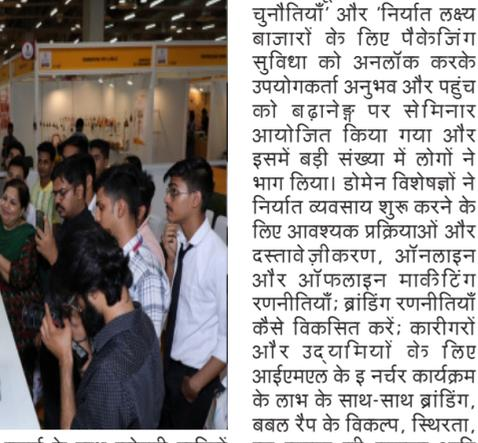 चुनौतियाँ' और 'निर्यात लक्ष्य
बाजारों के लिए पैकेजिंग
सुविधा को अनलॉक करके
उपयोगकर्ता अनुभव और पहुंच
को बढ़ानेङ्ग पर सेमिनार
आयोजित किया गया और
इसमें बड़ी संख्या में लोगों ने
भाग लिया। डोमेन विशेषज्ञों ने
निर्यात व्यवसाय शुरू करने के
लिए आवश्यक प्रक्रियाओं और
दस्तावेज़ीकरण, ऑनलाइन
और ऑफलाइन मार्केटिंग
रणनीतियाँ; ब्रांडिंग रणनीतियाँ
कैसे विकसित करें; कारीगरों
और उद्यामियों के लिए
आईएमएल के इ नर्चर कार्यक्रम
के लाभ के साथ-साथ ब्रांडिंग,
बबल रैप के विकल्प, स्थिरता,